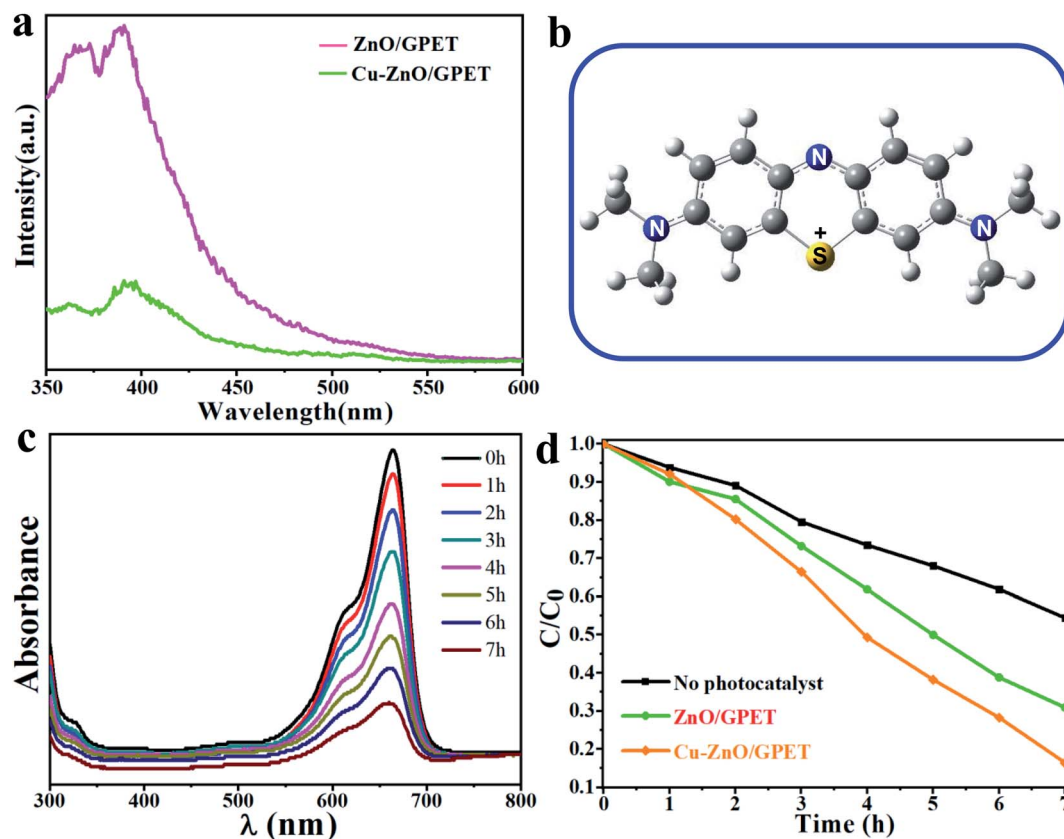 a
ZnO/GPET
Cu-ZnO/GPET
Intensity(a.u.)
350 400 450 500 550 600
Wavelength(nm)
b
N
N
+
S
N
c
0h
1h
2h
3h
4h
5h
6h
7h
Absorbance
300 400 500 600 700 800
λ (nm)
d
1.0
0.9
0.8
0.7
0.6
0.5
0.4
0.3
0.2
0.1
C/C0
No photocatalyst
ZnO/GPET
Cu-ZnO/GPET
0 1 2 3 4 5 6 7
Time (h)